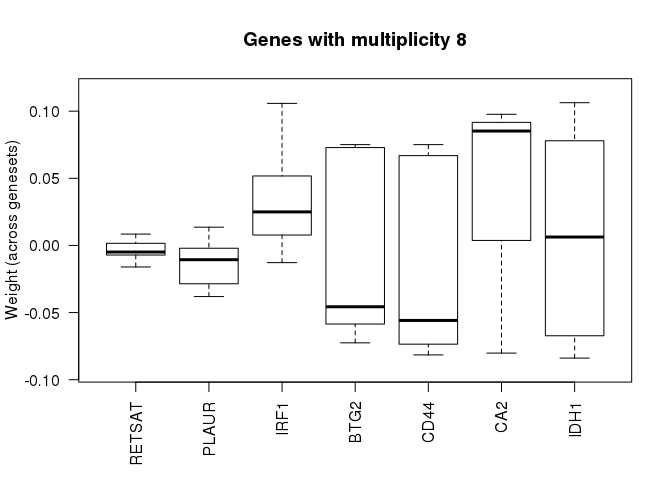 Genes with multiplicity 8
Weight (across genesets)
0.10
0.05
0.00
-0.05
-0.10
RETSAT
PLAUR
IRF1
BTG2
CD44
CA2
IDH1